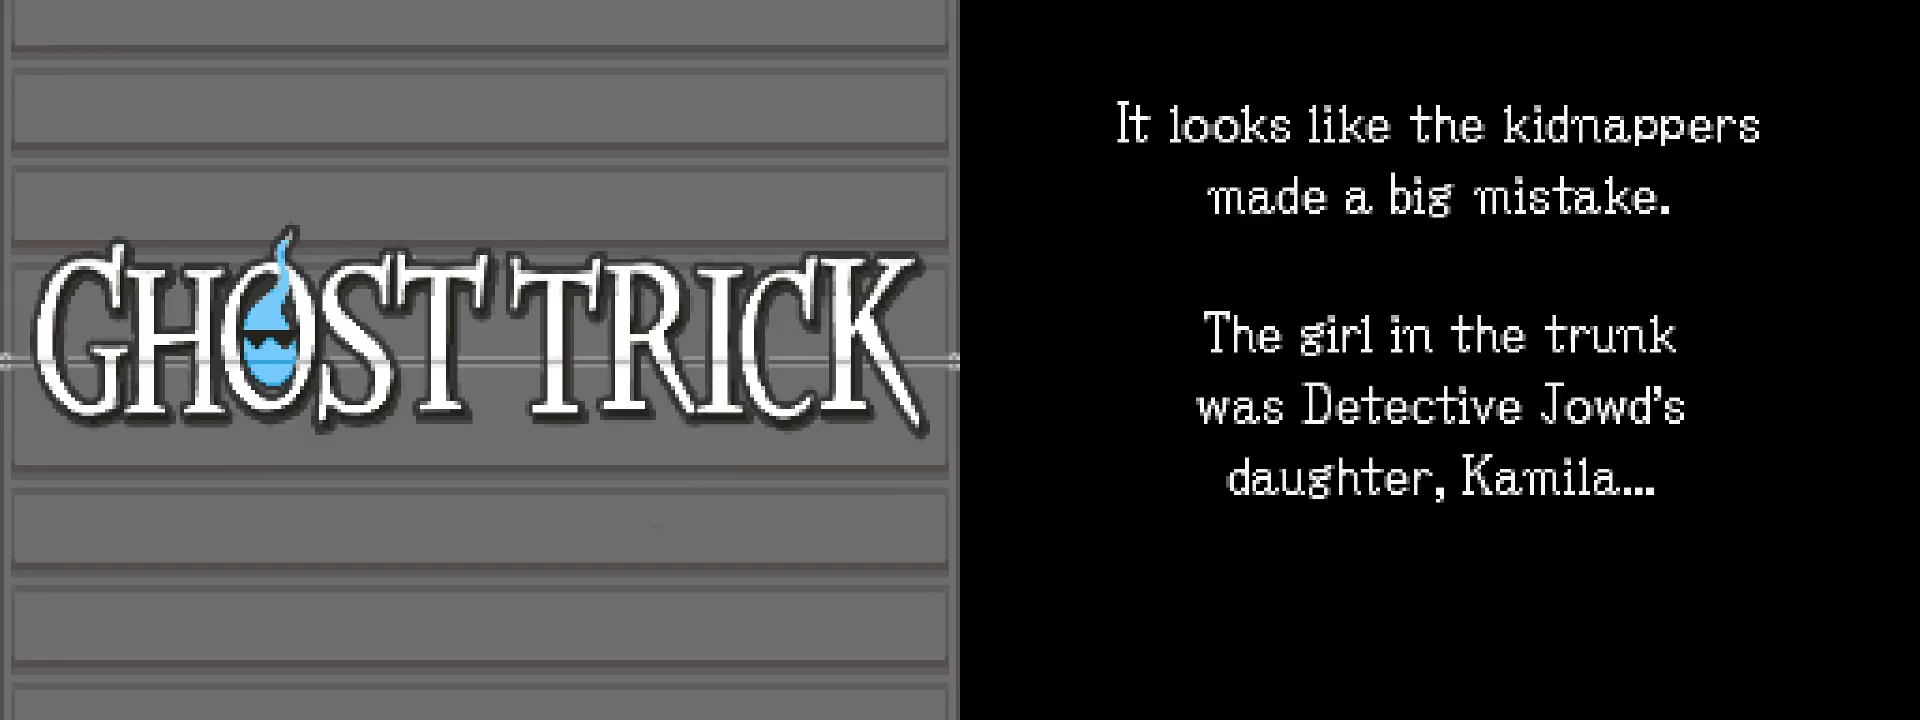 GHOST TRICK
It looks like the kidnappers
made a big mistake.
The girl in the trunk
was Detective Jowd's
daughter, Kamila...